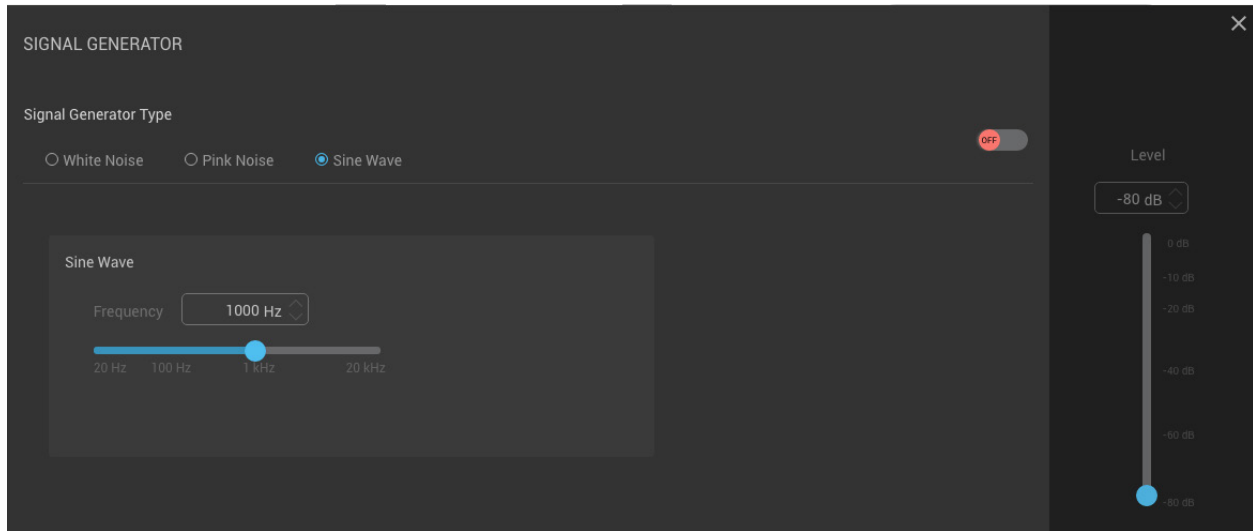 SIGNAL GENERATOR
Signal Generator Type
OFF
White Noise Pink Noise Sine Wave
Level
-80 dB
0 dB
-10 dB
-20 dB
-40 dB
-60 dB
-80 dB
Sine Wave
Frequency 1000 Hz
20 Hz 100 Hz 1 kHz 20 kHz